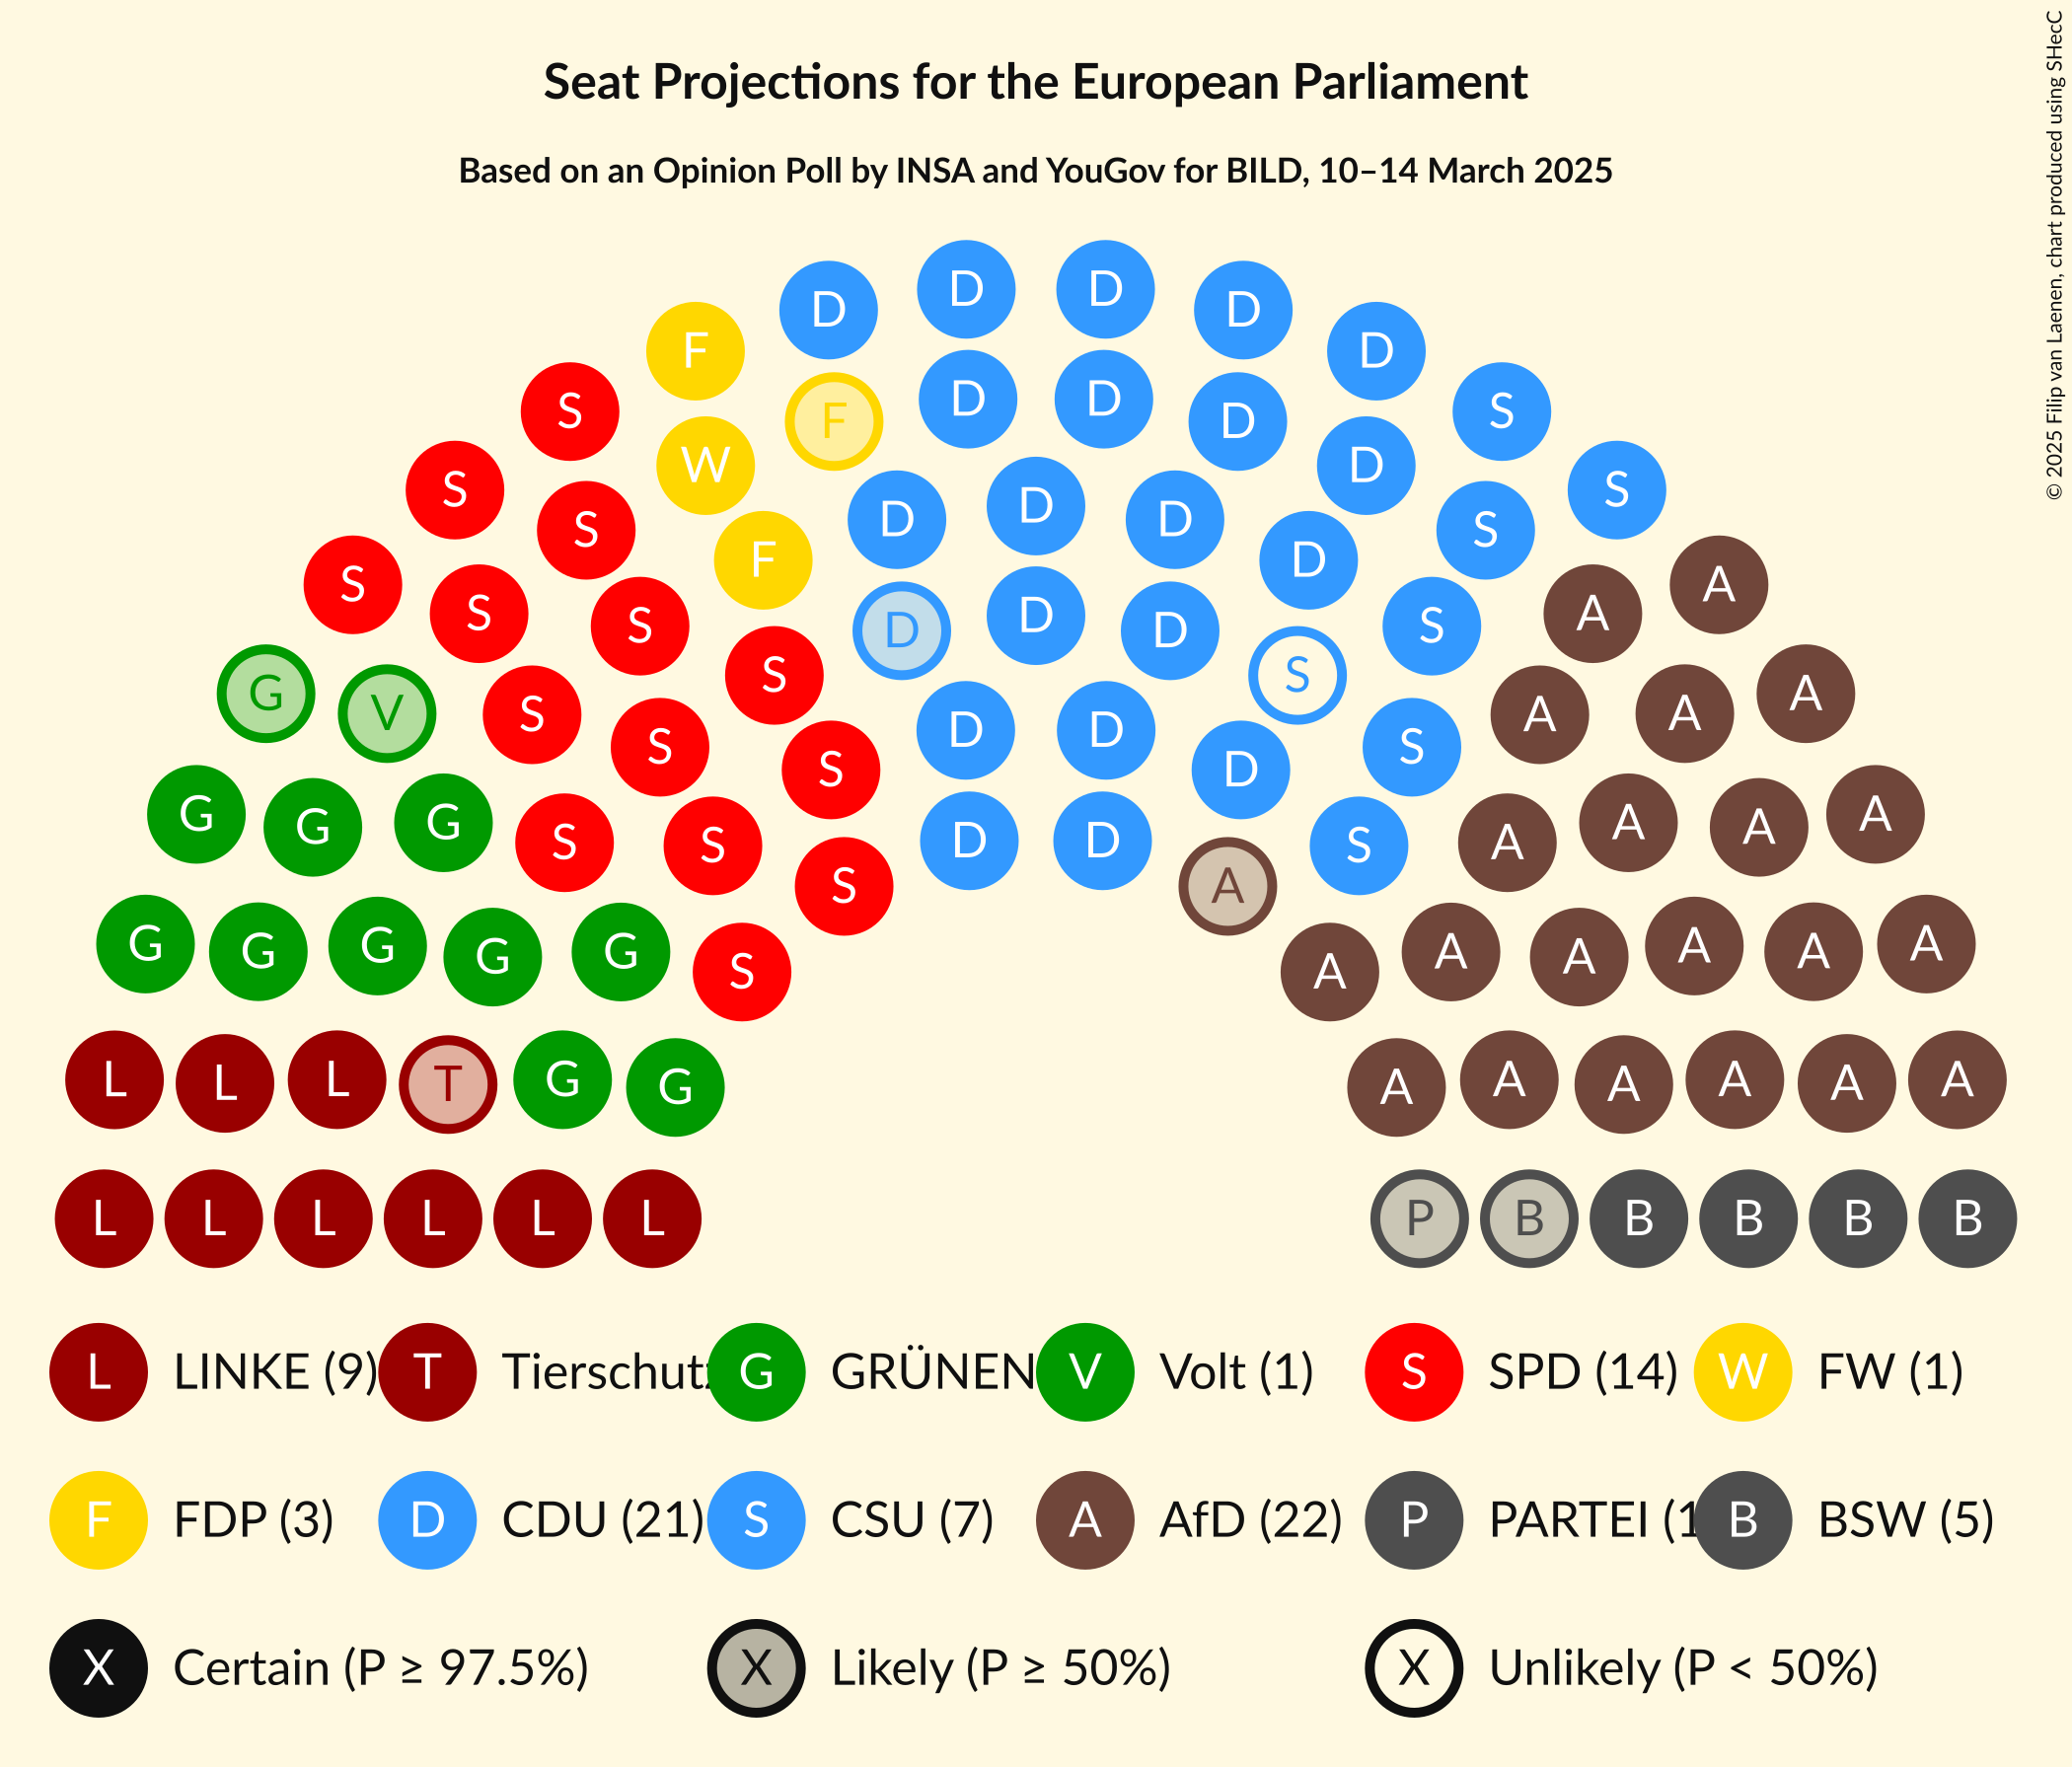 Seat Projections for the European Parliament
Based on an Opinion Poll by INSA and YouGov for BILD, 10–14 March 2025
© 2025 Filip van Laenen, chart produced using SHecC
D D D D
F D
S F D D D S
S W D S
S S F D D D D S A
S S D D D S S A
G V S S D D D S A A A
G G G S S S D D A S A A A A
G G G G G S S A A A A A A
L L L T G G A A A A A A
L L L L L L P B B B B B
L LINKE (9) T Tierschutz G GRÜNEN V Volt (1) S SPD (14) W FW (1)
F FDP (3) D CDU (21) S CSU (7) A AfD (22) P PARTEI (1 B BSW (5)
X Certain (P ≥ 97.5%) X Likely (P ≥ 50%) X Unlikely (P < 50%)